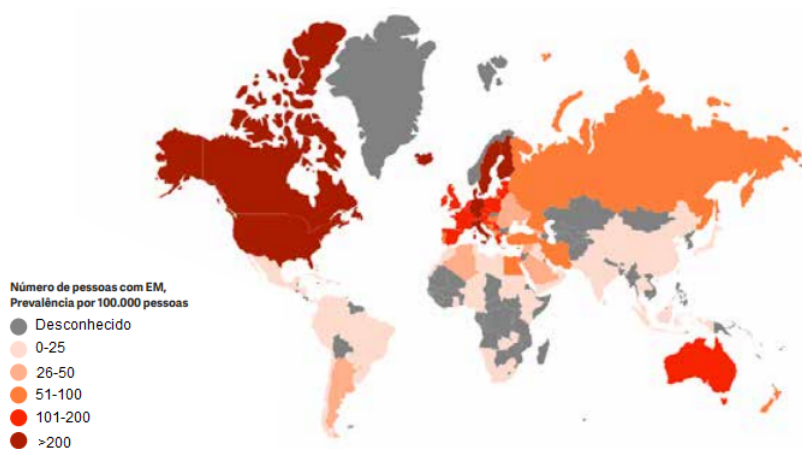 Número de pessoas com EM,
Prevalência por 100.000 pessoas
Desconhecido
0-25
26-50
51-100
101-200
>200